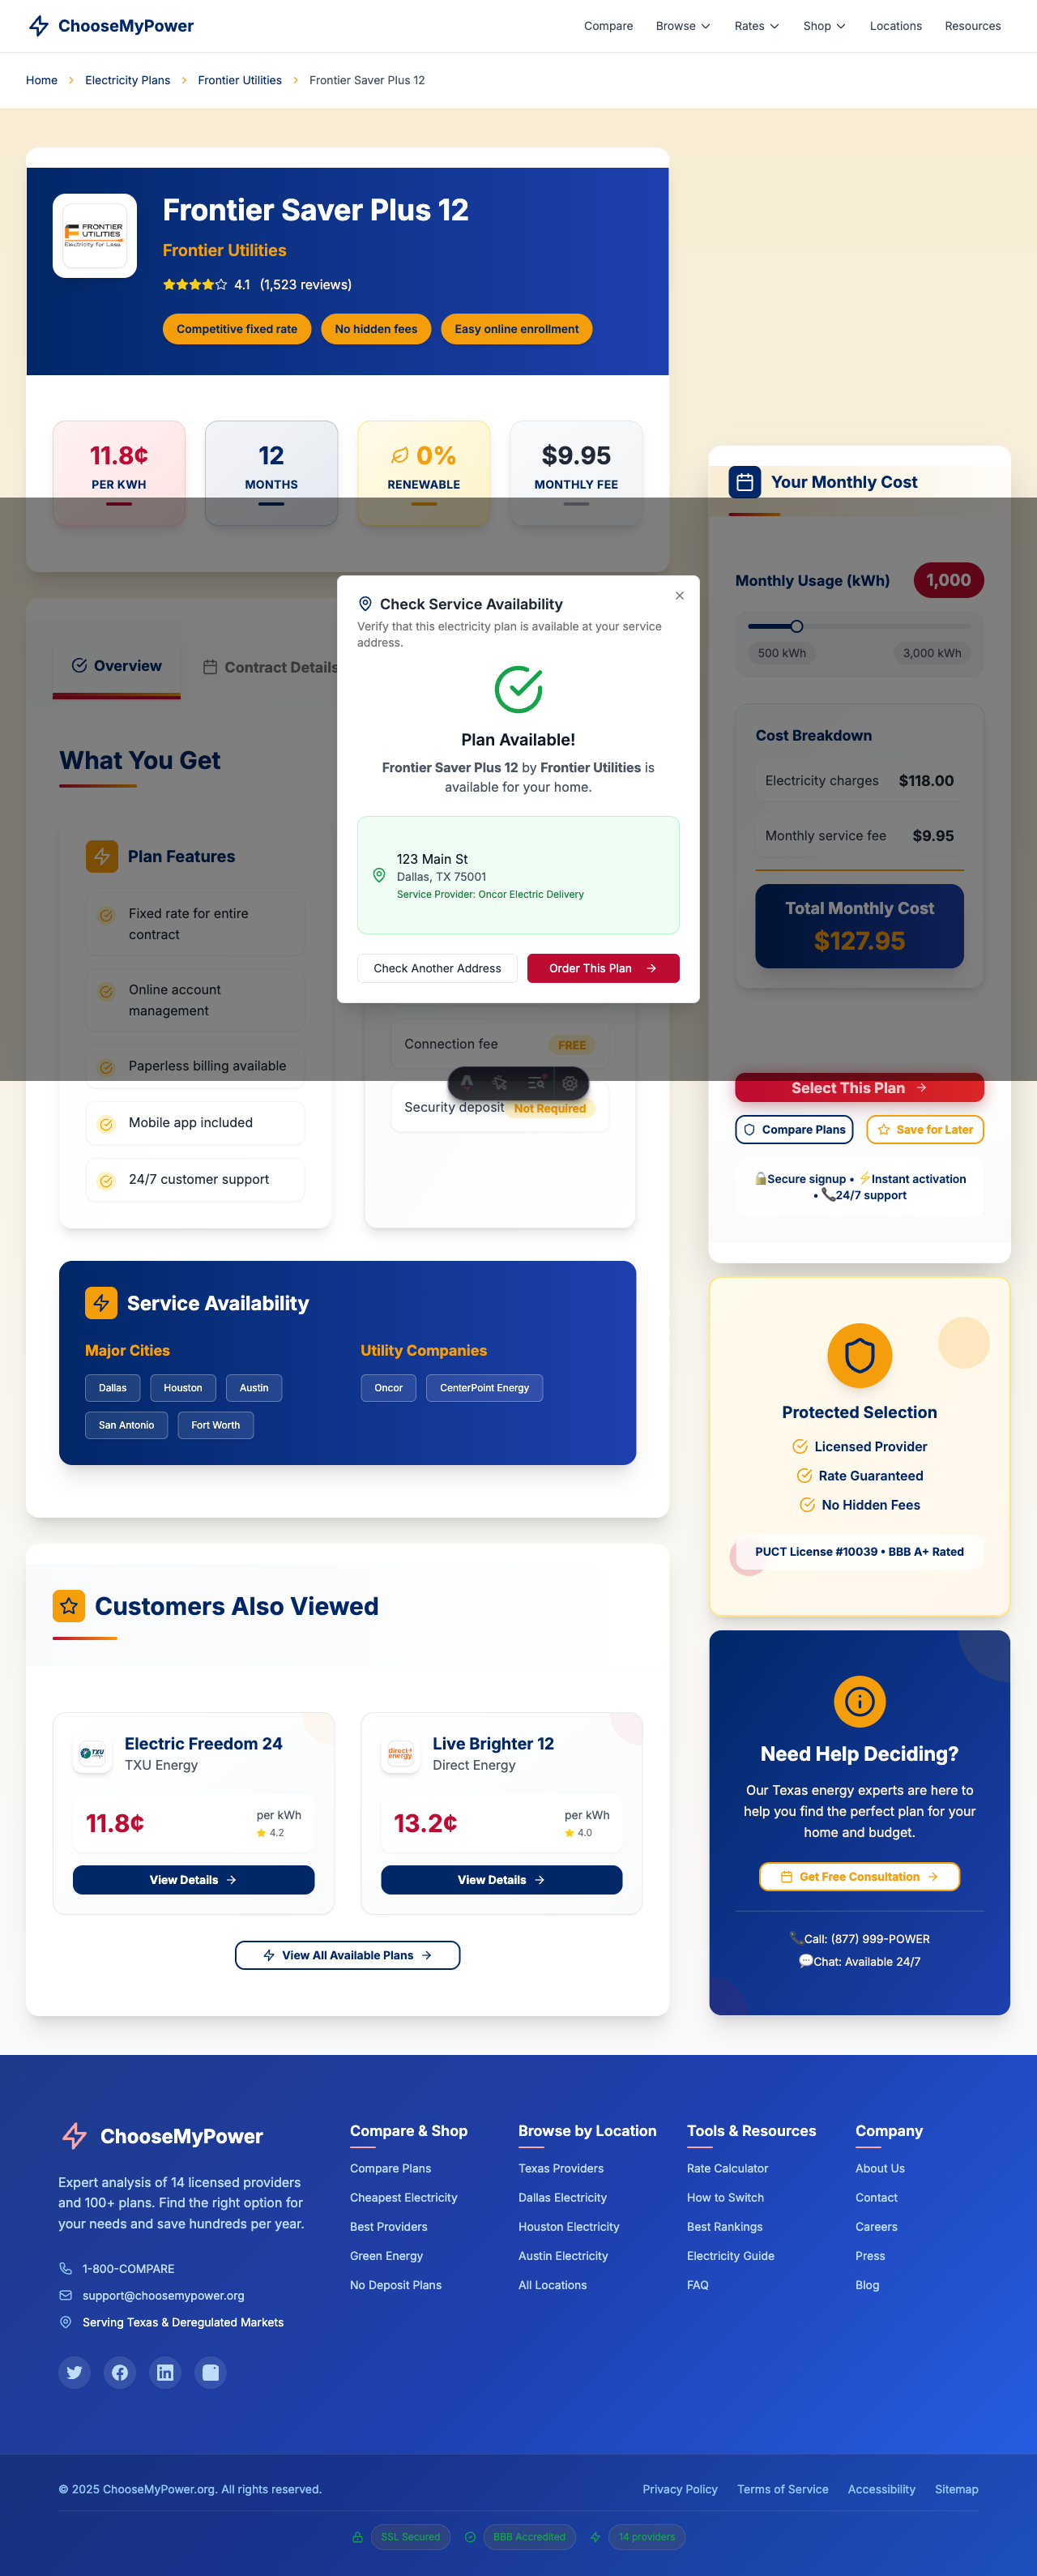 ChooseMyPower
Compare
Browse
Rates
Shop
Locations
Resources
Home
Electricity Plans
Frontier Utilities
Frontier Saver Plus 12
FRONTIER
UTILITIES
Electricity for Less.
Frontier Saver Plus 12
Frontier Utilities
4.1 (1,523 reviews)
Competitive fixed rate
No hidden fees
Easy online enrollment
11.8¢
PER KWH
12
MONTHS
0%
RENEWABLE
$9.95
MONTHLY FEE
Overview
Contract Details
What You Get
Plan Features
Fixed rate for entire
contract
Online account
management
Paperless billing available
Mobile app included
24/7 customer support
Connection fee
FREE
Security deposit
Not Required
Check Service Availability
Verify that this electricity plan is available at your service
address.
Plan Available!
Frontier Saver Plus 12 by Frontier Utilities is
available for your home.
123 Main St
Dallas, TX 75001
Service Provider: Oncor Electric Delivery
Check Another Address
Order This Plan
Your Monthly Cost
Monthly Usage (kWh)
1,000
500 kWh
3,000 kWh
Cost Breakdown
Electricity charges
$118.00
Monthly service fee
$9.95
Total Monthly Cost
$127.95
Select This Plan
Compare Plans
Save for Later
🔒Secure signup • ⚡Instant activation
• 📞24/7 support
Service Availability
Major Cities
Dallas
Houston
Austin
San Antonio
Fort Worth
Utility Companies
Oncor
CenterPoint Energy
Protected Selection
Licensed Provider
Rate Guaranteed
No Hidden Fees
PUCT License #10039 • BBB A+ Rated
Customers Also Viewed
TXU
Electric Freedom 24
TXU Energy
11.8¢
per kWh
4.2
View Details
direct
energy
Live Brighter 12
Direct Energy
13.2¢
per kWh
4.0
View Details
View All Available Plans
Need Help Deciding?
Our Texas energy experts are here to
help you find the perfect plan for your
home and budget.
Get Free Consultation
📞Call: (877) 999-POWER
💬Chat: Available 24/7
ChooseMyPower
Expert analysis of 14 licensed providers
and 100+ plans. Find the right option for
your needs and save hundreds per year.
1-800-COMPARE
support@choosemypower.org
Serving Texas & Deregulated Markets
Compare & Shop
Compare Plans
Cheapest Electricity
Best Providers
Green Energy
No Deposit Plans
Browse by Location
Texas Providers
Dallas Electricity
Houston Electricity
Austin Electricity
All Locations
Tools & Resources
Rate Calculator
How to Switch
Best Rankings
Electricity Guide
FAQ
Company
About Us
Contact
Careers
Press
Blog
© 2025 ChooseMyPower.org. All rights reserved.
Privacy Policy
Terms of Service
Accessibility
Sitemap
SSL Secured
BBB Accredited
14 providers